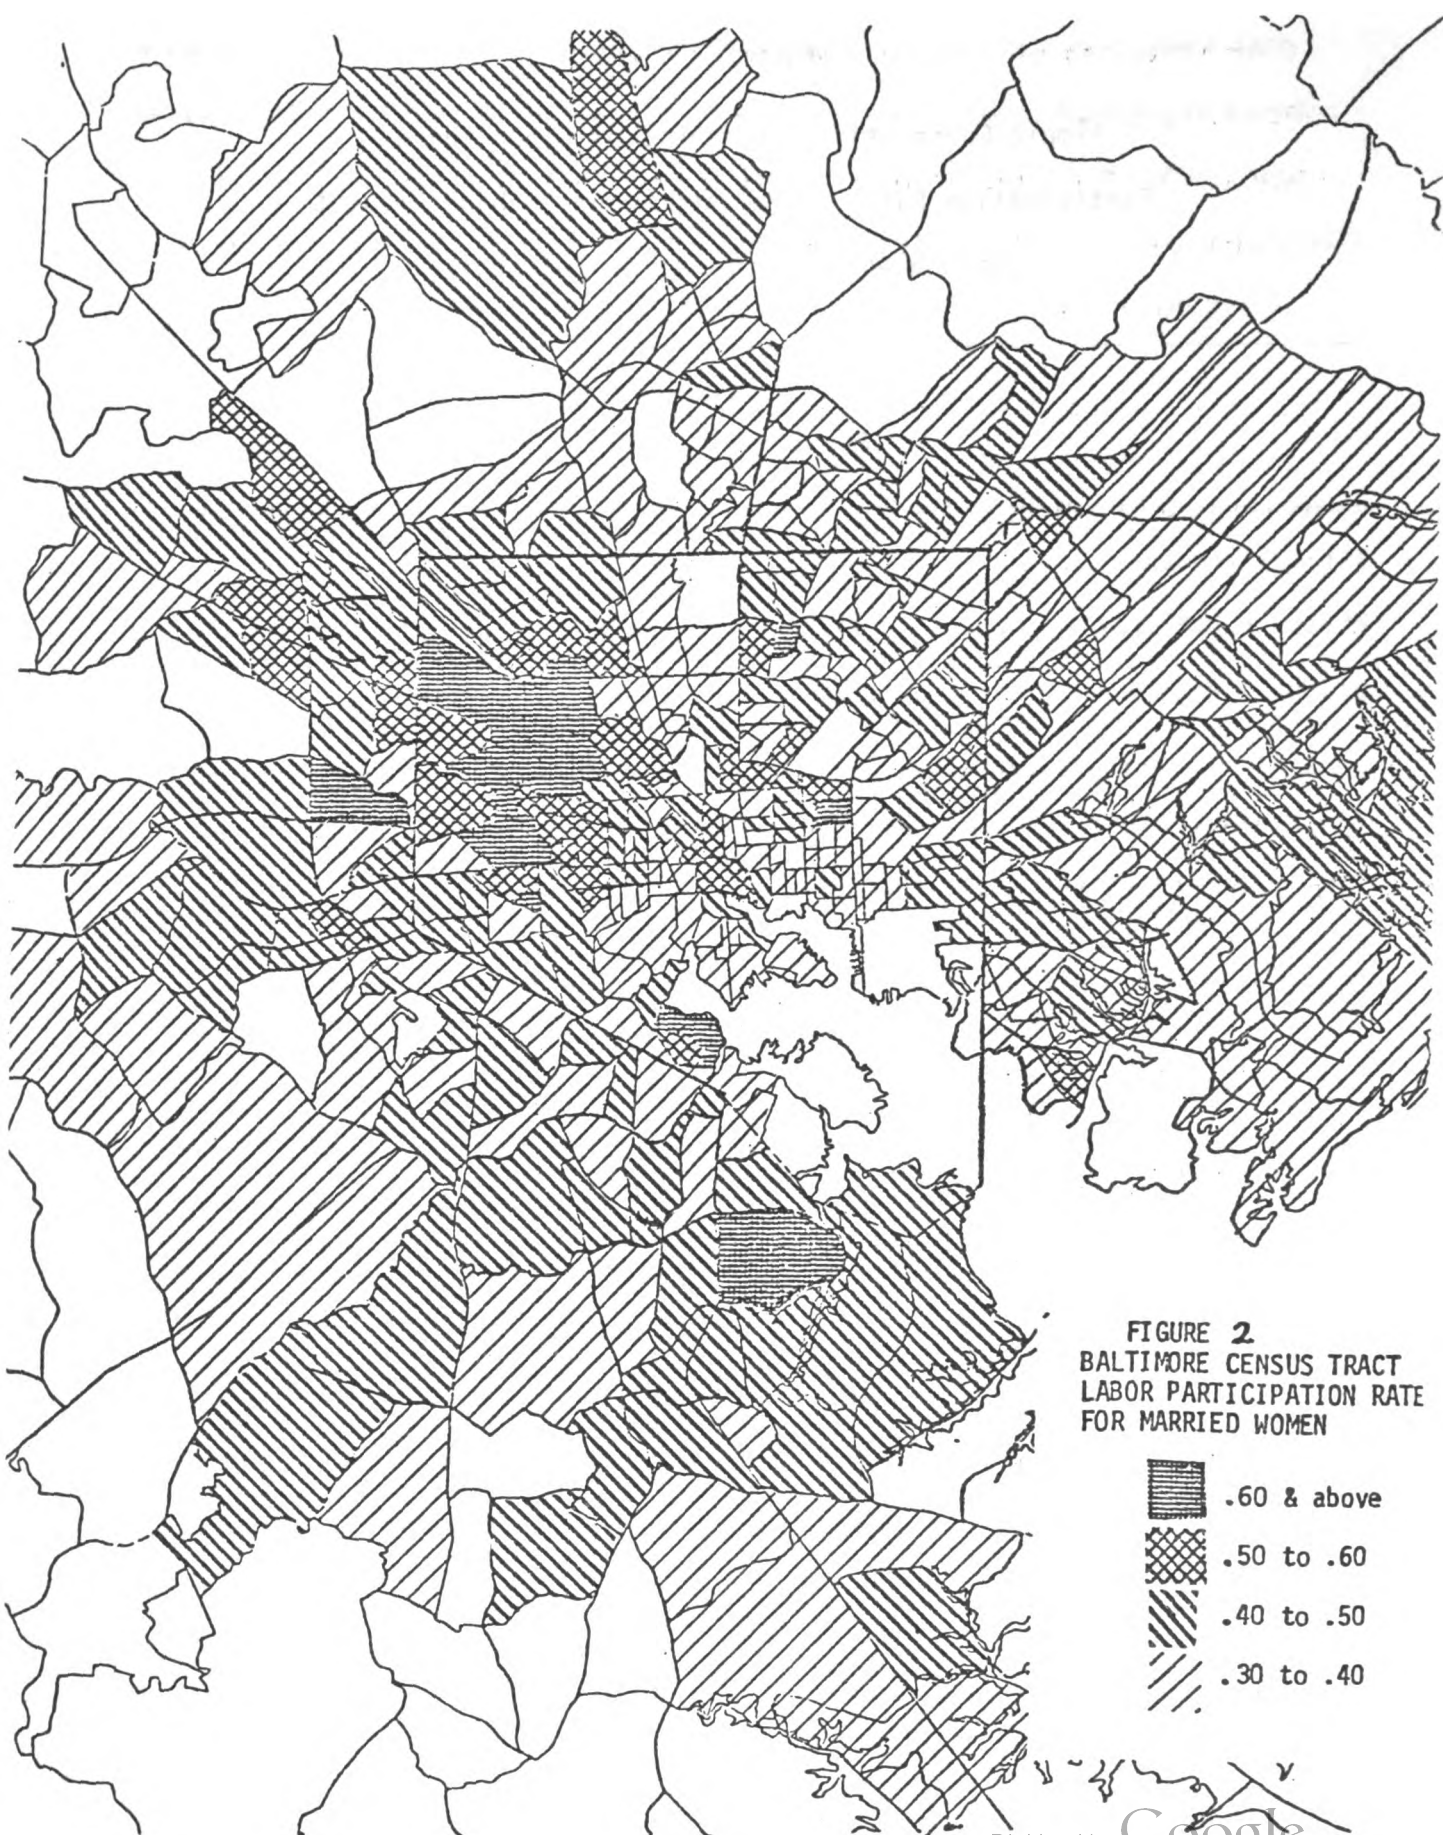 FIGURE 2
BALTIMORE CENSUS TRACT
LABOR PARTICIPATION RATE
FOR MARRIED WOMEN
.60 & above
.50 to .60
.40 to .50
.30 to .40
Google